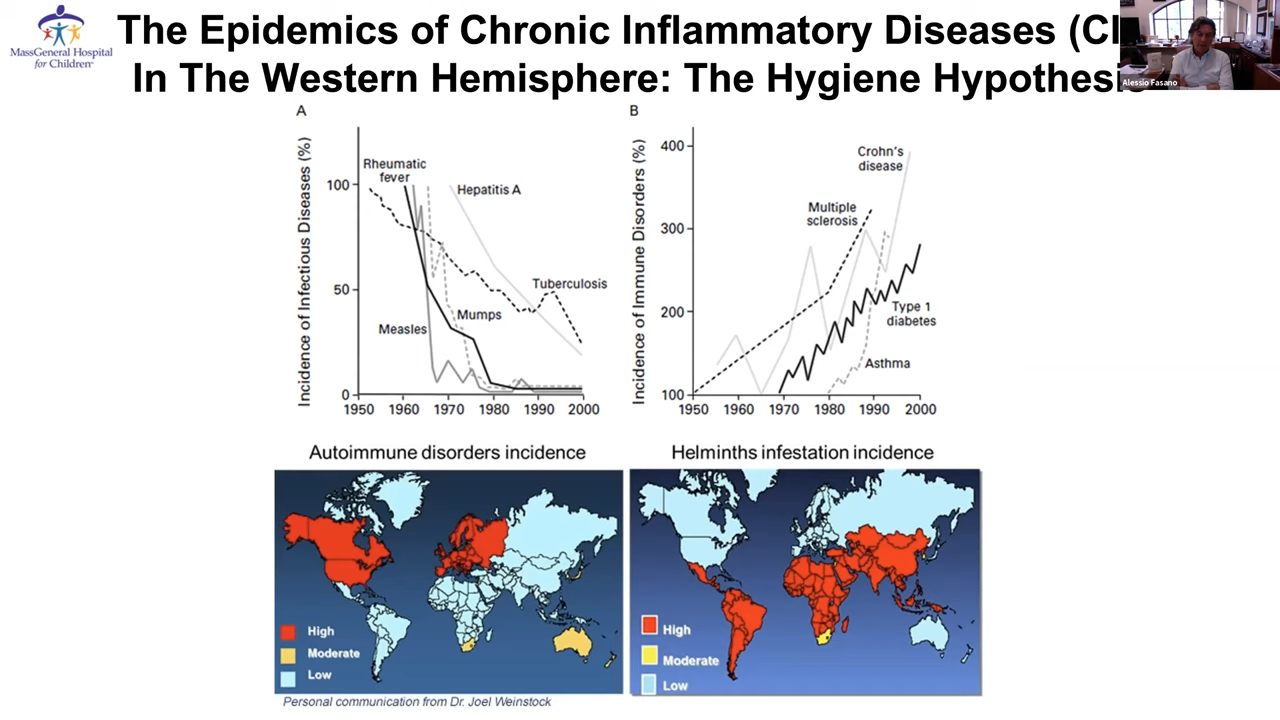 The Epidemics of Chronic Inflammatory Diseases
In The Western Hemisphere: The Hygiene
MassGeneral Hospital
for Children
Alessio Fasano
A
B
Incidence of Infectious Diseases (%)
100
50
0
1950 1960 1970 1980 1990 2000
Rheumatic
fever
Hepatitis A
Tuberculosis
Mumps
Measles
Incidence of Immune Disorders (%)
400
300
200
100
1950 1960 1970 1980 1990 2000
Crohn's
disease
Multiple
sclerosis
Type 1
diabetes
Asthma
Autoimmune disorders incidence
High
Moderate
Low
Helminths infestation incidence
High
Moderate
Low
Personal communication from Dr. Joel Weinstock